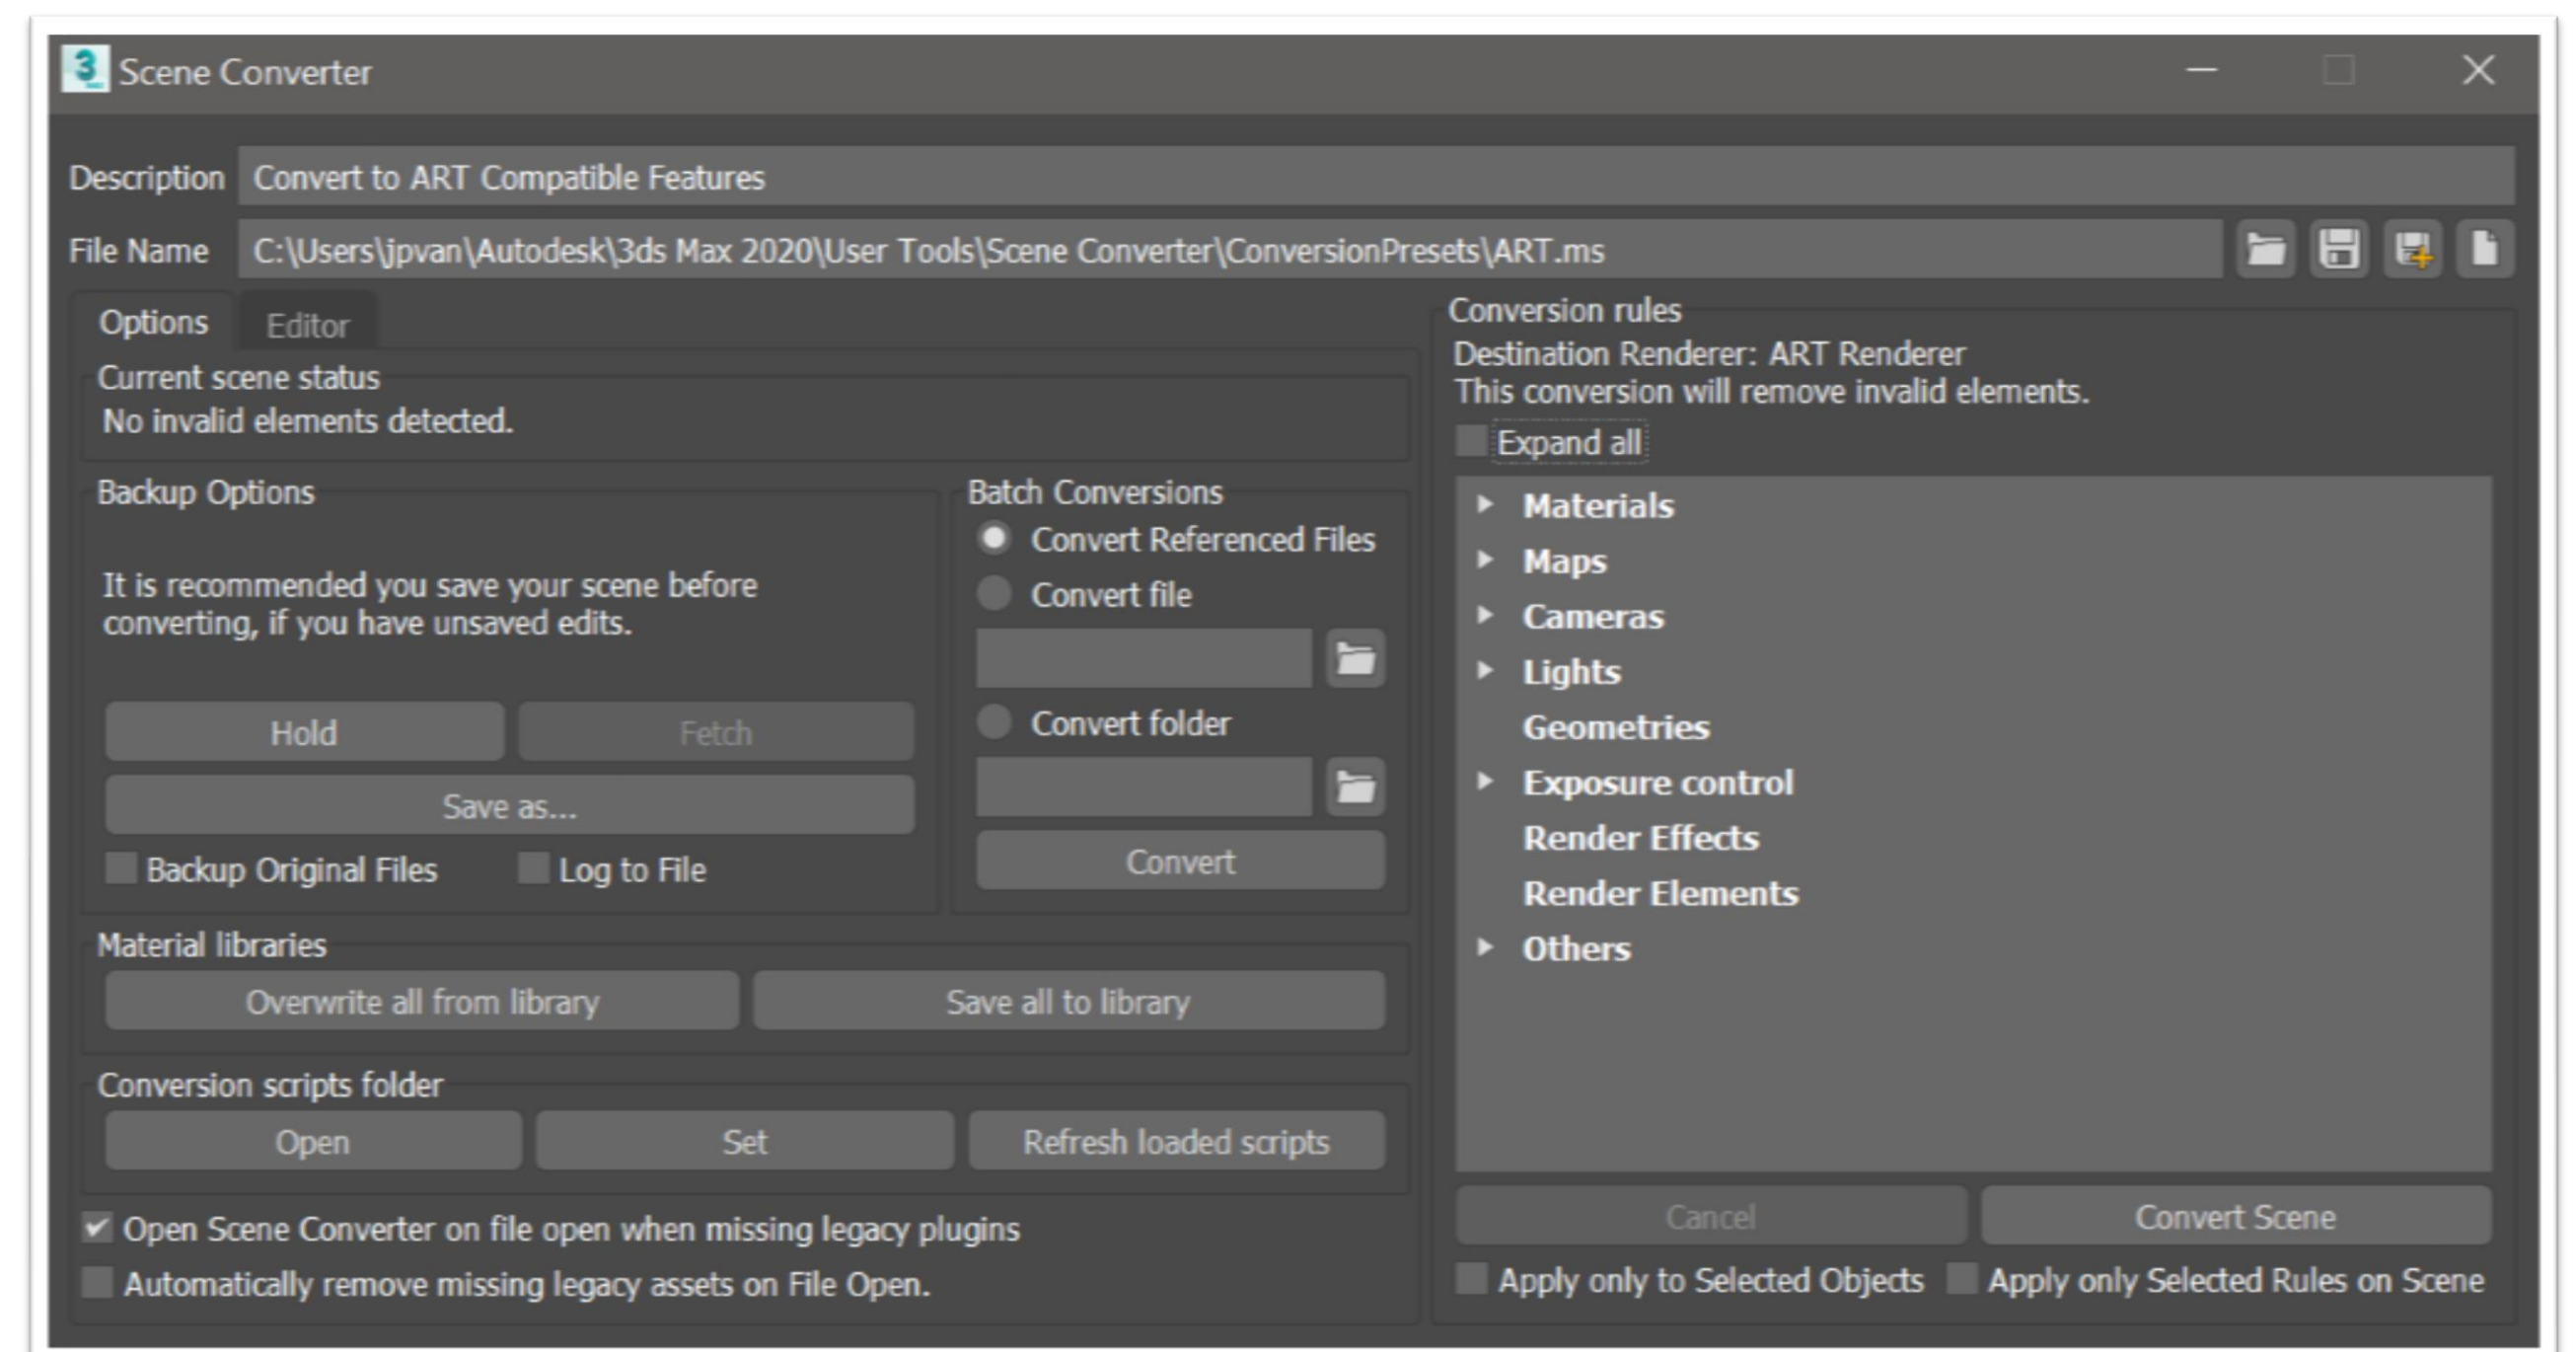 Scene Converter
Description Convert to ART Compatible Features
File Name C:\Users\jpvan\Autodesk\3ds Max 2020\User Tools\Scene Converter\ConversionPresets\ART.ms
Options Editor
Current scene status
No invalid elements detected.
Backup Options
It is recommended you save your scene before
converting, if you have unsaved edits.
Hold Fetch
Save as...
Backup Original Files Log to File
Batch Conversions
Convert Referenced Files
Convert file
Convert folder
Convert
Material libraries
Overwrite all from library Save all to library
Conversion scripts folder
Open Set Refresh loaded scripts
Open Scene Converter on file open when missing legacy plugins
Automatically remove missing legacy assets on File Open.
Conversion rules
Destination Renderer: ART Renderer
This conversion will remove invalid elements.
Expand all
Materials
Maps
Cameras
Lights
Geometries
Exposure control
Render Effects
Render Elements
Others
Cancel Convert Scene
Apply only to Selected Objects Apply only Selected Rules on Scene